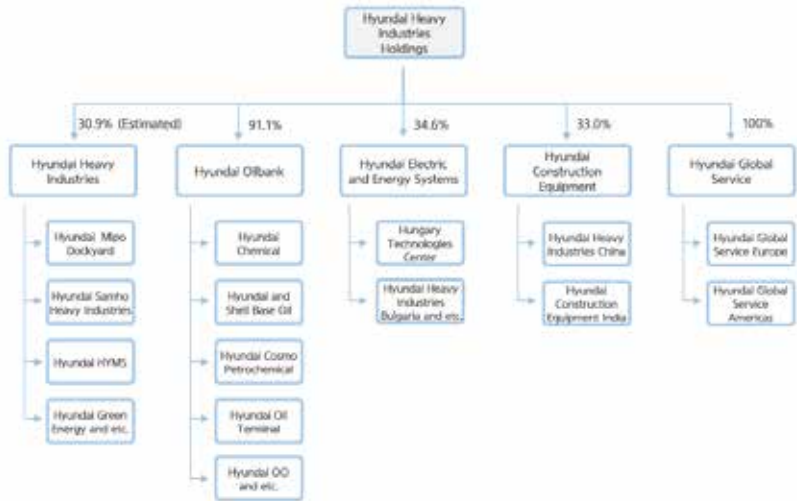 Hyundai Heavy
Industries
Holdings
30.9% (Estimated)
91.1%
34.6%
33.0%
100%
Hyundai Heavy
Industries
Hyundai Oilbank
Hyundai Electric
and Energy Systems
Hyundai
Construction
Equipment
Hyundai Global
Service
Hyundai Mipo
Dockyard
Hyundai
Chemical
Hungary
Technologies
Center
Hyundai Heavy
Industries China
Hyundai Global
Service Europe
Hyundai Samho
Heavy Industries
Hyundai and
Shell Base Oil
Hyundai Heavy
Industries
Bulgaria and etc.
Hyundai
Construction
Equipment India
Hyundai Global
Service
Americas
Hyundai HYMS
Hyundai Cosmo
Petrochemical
Hyundai Green
Energy and etc.
Hyundai Oil
Terminal
Hyundai OO
and etc.